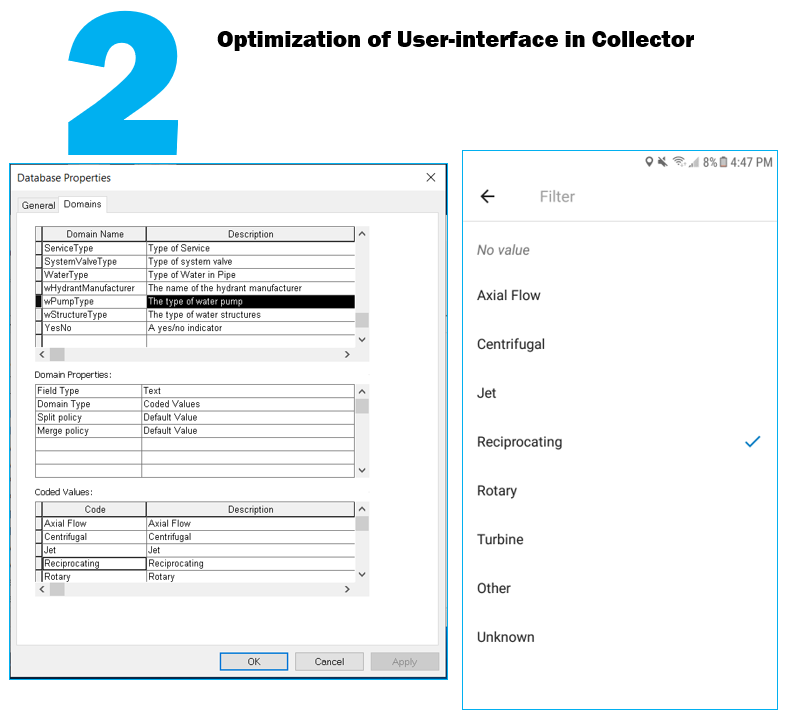 2
Optimization of User-interface in Collector
Database Properties
General Domains
Domain Name Description
ServiceType Type of Service
SystemValveType Type of system valve
WaterType Type of Water in Pipe
wHydrantManufacturer The name of the hydrant manufacturer
wPumpType The type of water pump
wStructureType The type of water structures
YesNo A yes/no indicator
Domain Properties:
Field Type Text
Domain Type Coded Values
Split policy Default Value
Merge policy Default Value
Coded Values:
Code Description
Axial Flow Axial Flow
Centrifugal Centrifugal
Jet Jet
Reciprocating Reciprocating
Rotary Rotary
OK Cancel Apply
8% 4:47 PM
Filter
No value
Axial Flow
Centrifugal
Jet
Reciprocating
Rotary
Turbine
Other
Unknown